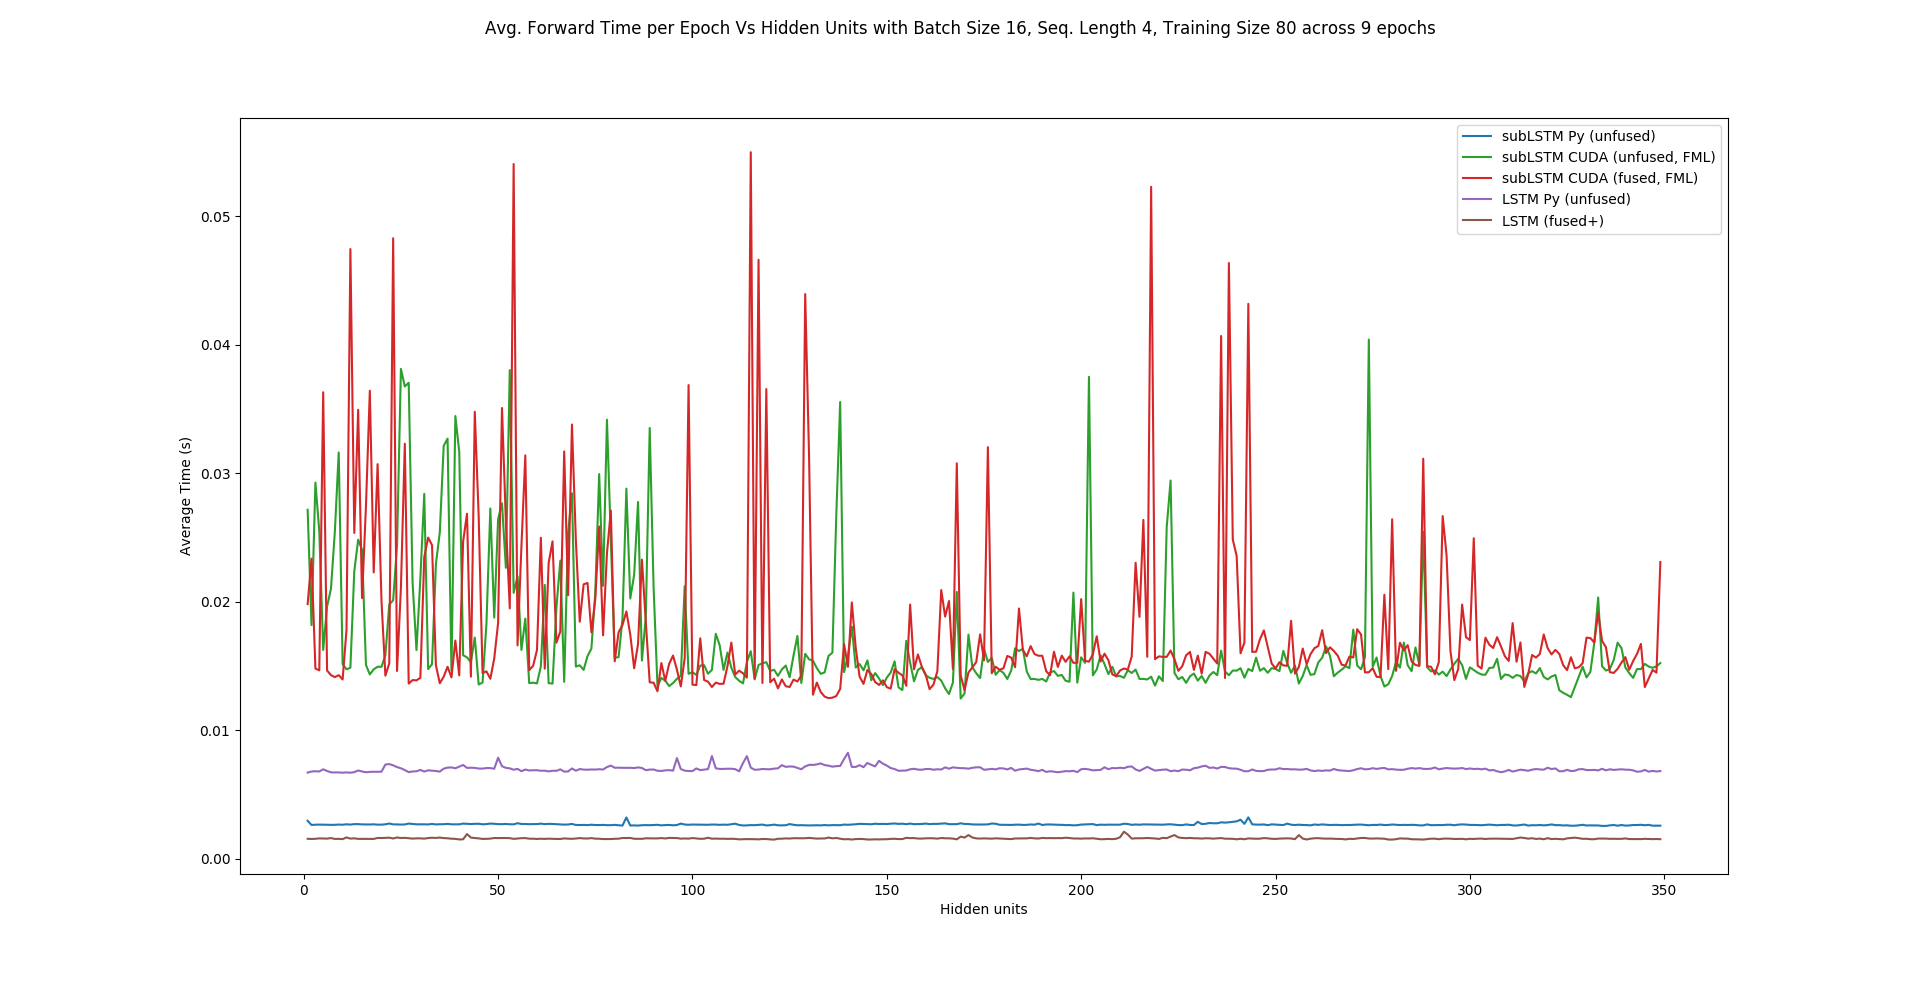 Avg. Forward Time per Epoch Vs Hidden Units with Batch Size 16, Seq. Length 4, Training Size 80 across 9 epochs
subLSTM Py (unfused)
subLSTM CUDA (unfused, FML)
subLSTM CUDA (fused, FML)
LSTM Py (unfused)
LSTM (fused+)
Average Time (s)
0.05
0.04
0.03
0.02
0.01
0.00
0 50 100 150 200 250 300 350
Hidden units